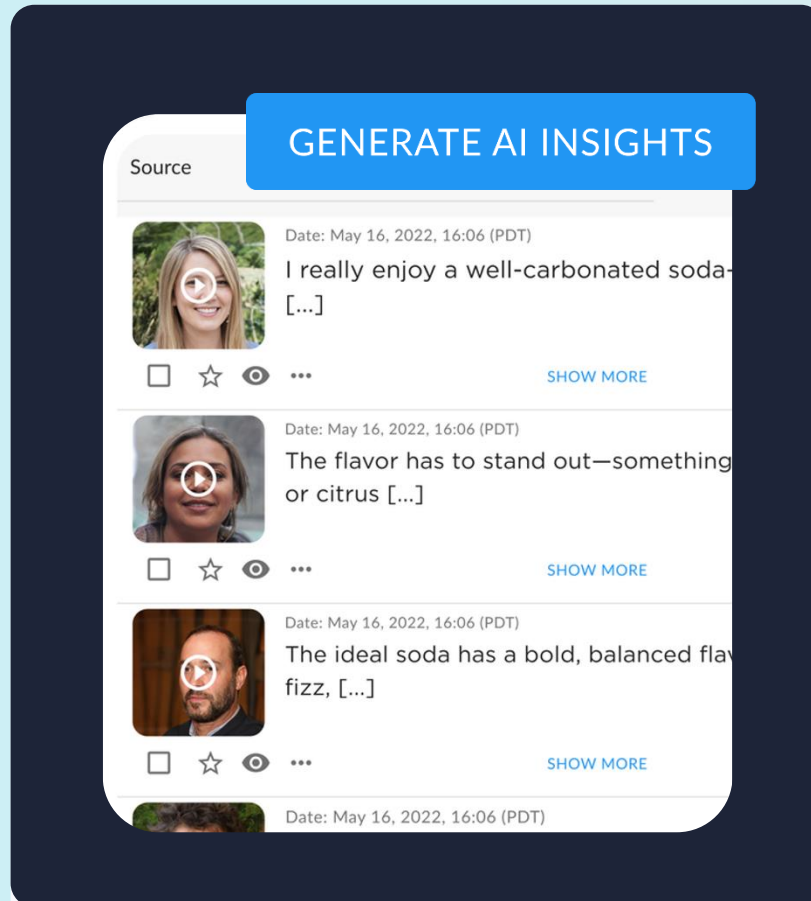 GENERATE AI INSIGHTS
Source
Date: May 16, 2022, 16:06 (PDT)
I really enjoy a well-carbonated soda-
[...]
SHOW MORE
Date: May 16, 2022, 16:06 (PDT)
The flavor has to stand out—something
or citrus [...]
SHOW MORE
Date: May 16, 2022, 16:06 (PDT)
The ideal soda has a bold, balanced
fizz, [...]
SHOW MORE
Date: May 16, 2022, 16:06 (PDT)